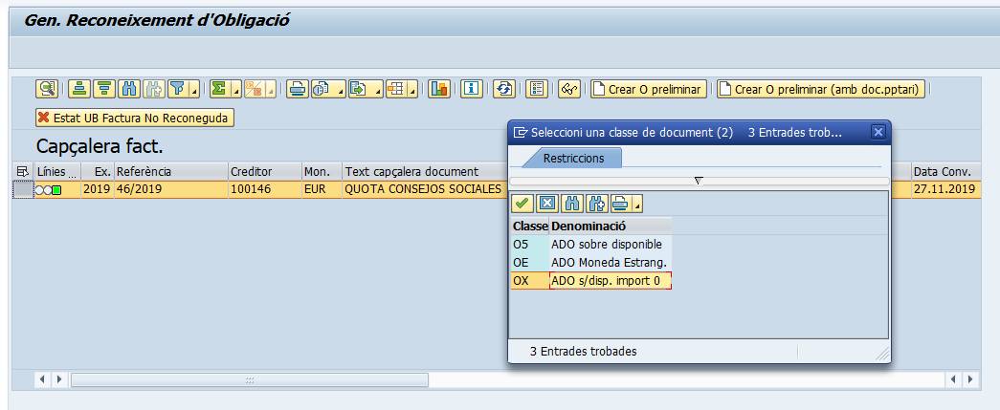 Gen. Reconeixement d'Obligació
Crear O preliminar
Crear O preliminar (amb doc.pptari)
Estat UB Factura No Reconeguda
Capçalera fact.
Línies ... Ex. Referència Creditor Mon. Text capçalera document Data Conv.
2019 46/2019 100146 EUR QUOTA CONSEJOS SOCIALES 27.11.2019
Seleccioni una classe de document (2) 3 Entrades trob...
Restriccions
Classe Denominació
O5 ADO sobre disponible
OE ADO Moneda Estrang.
OX ADO s/disp. import 0
3 Entrades trobades